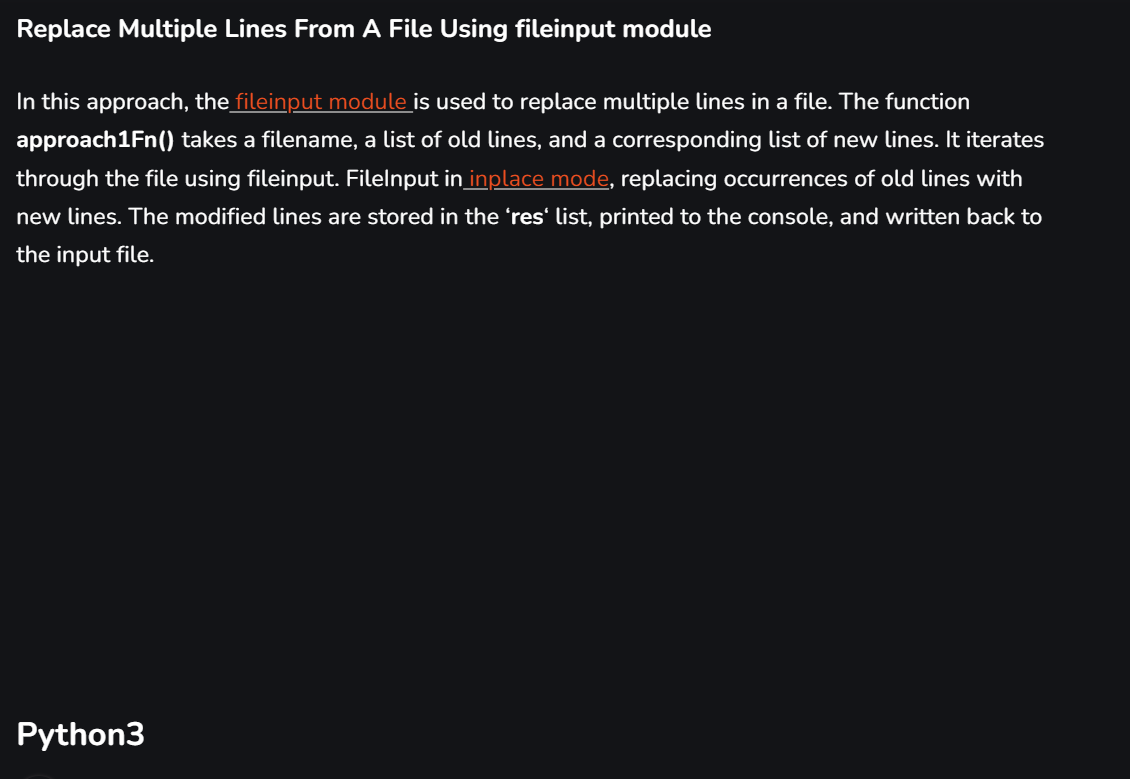 Replace Multiple Lines From A File Using fileinput module
In this approach, the fileinput module is used to replace multiple lines in a file. The function
approach1Fn() takes a filename, a list of old lines, and a corresponding list of new lines. It iterates
through the file using fileinput. FileInput in inplace mode, replacing occurrences of old lines with
new lines. The modified lines are stored in the ‘res‘ list, printed to the console, and written back to
the input file.
Python3